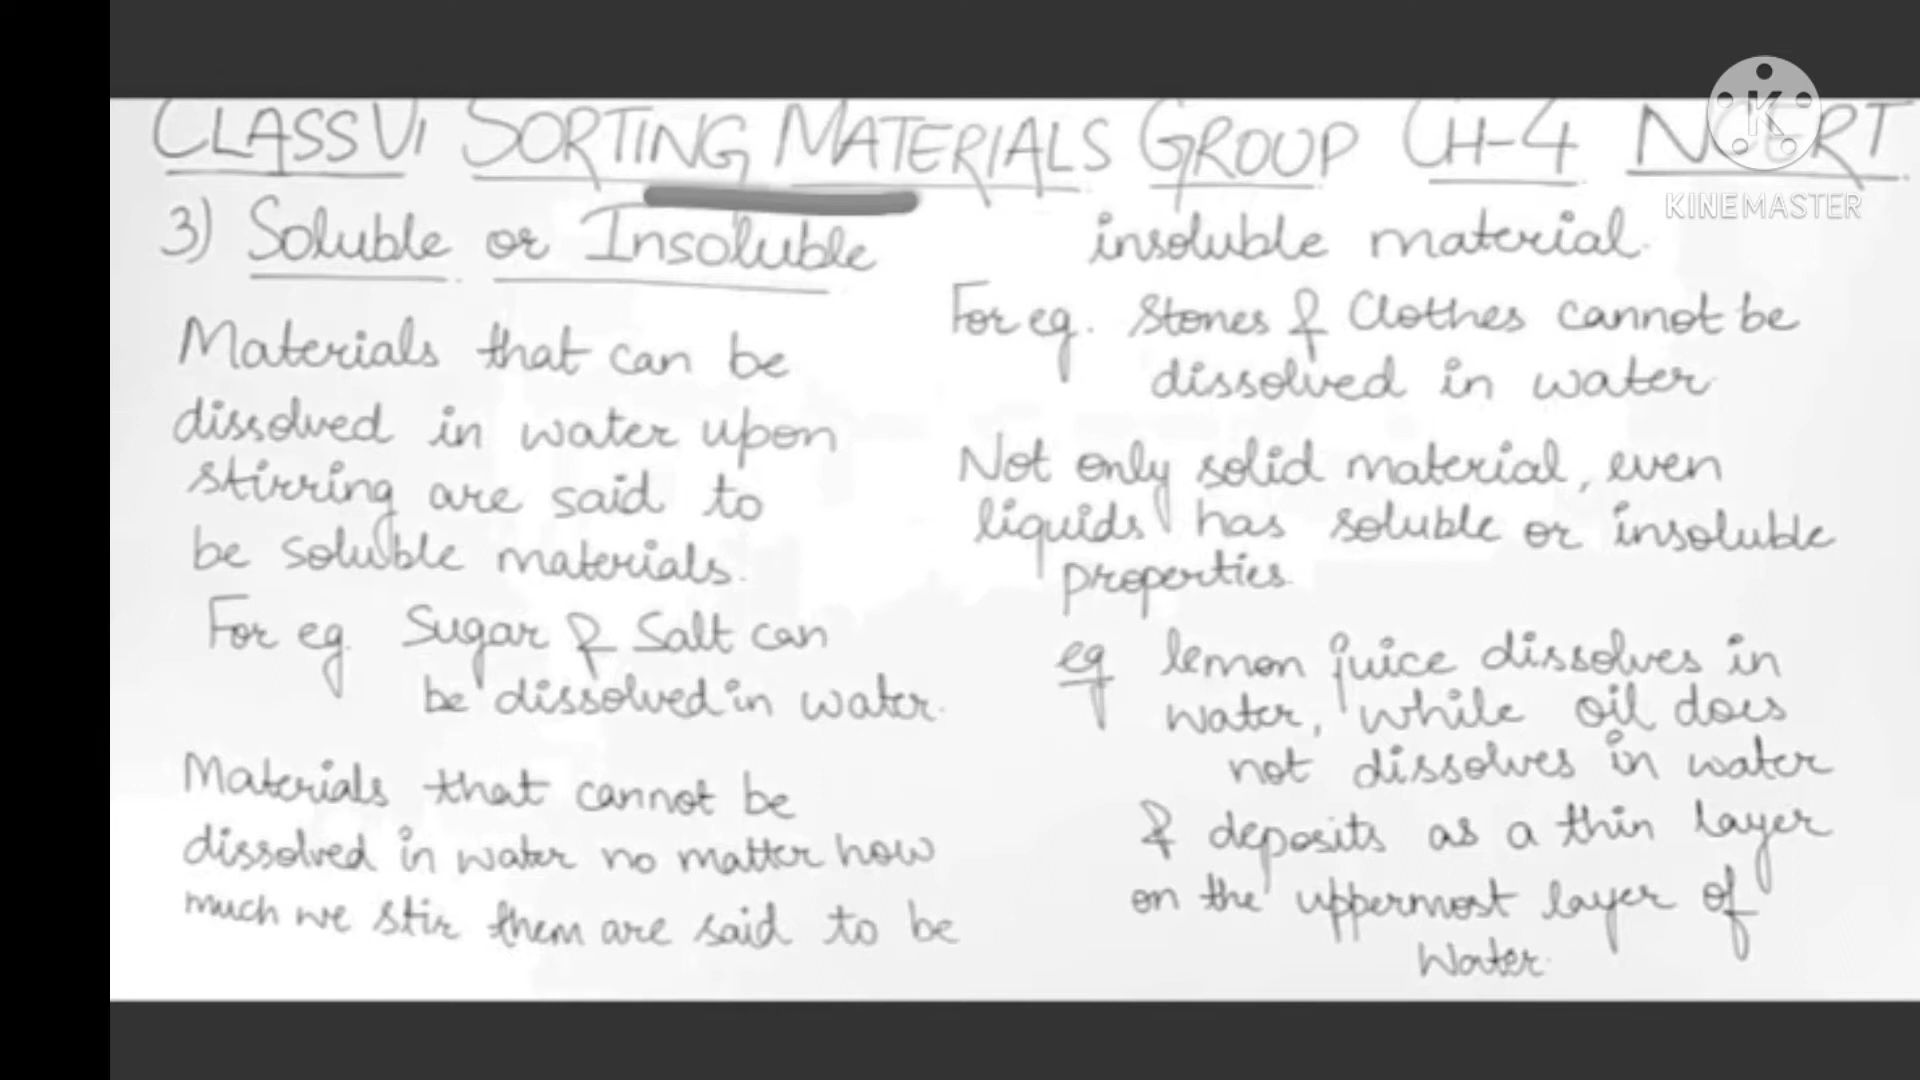 CLASS VI SORTING MATERIALS GROUP CH-4 NCERT
KINEMASTER
3) Soluble or Insoluble
Materials that can be
dissolved in water upon
stirring are said to
be soluble materials.
For eg. Sugar & Salt can
be dissolved in water.
Materials that cannot be
dissolved in water no matter how
much we stir them are said to be
insoluble material.
For eg. Stones & Clothes cannot be
dissolved in water.
Not only solid material, even
liquids has soluble or insoluble
properties.
eg lemon juice dissolves in
water, while oil does
not dissolves in water
& deposits as a thin layer
on the uppermost layer of
Water.